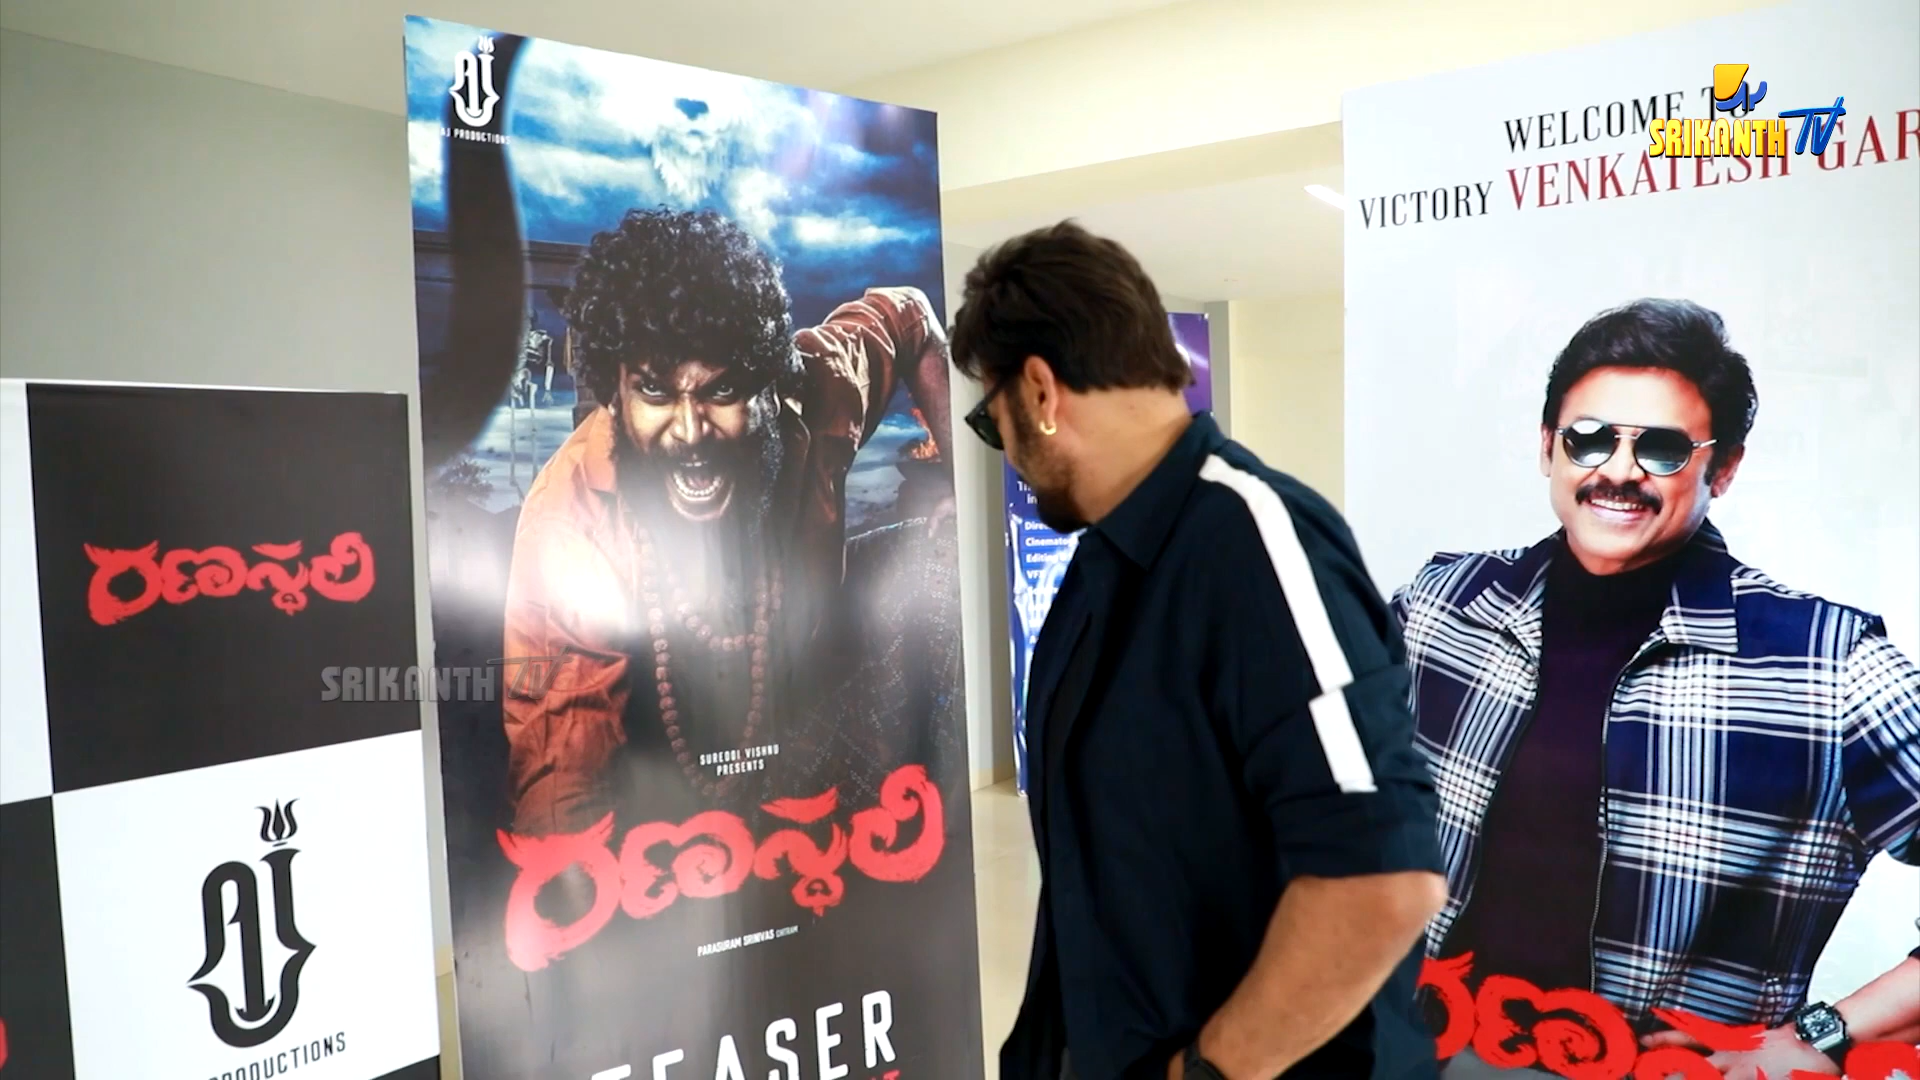 AJ PRODUCTIONS
రణస్థలి
AJ
PRODUCTIONS
SUREDDI VISHNU
PRESENTS
రణస్థలి
PARASURAM SRINIVAS CHITRAM
TEASER
SRIKANTH TV
WELCOME TO
VICTORY VENKATESH GAR
SRIKANTH TV